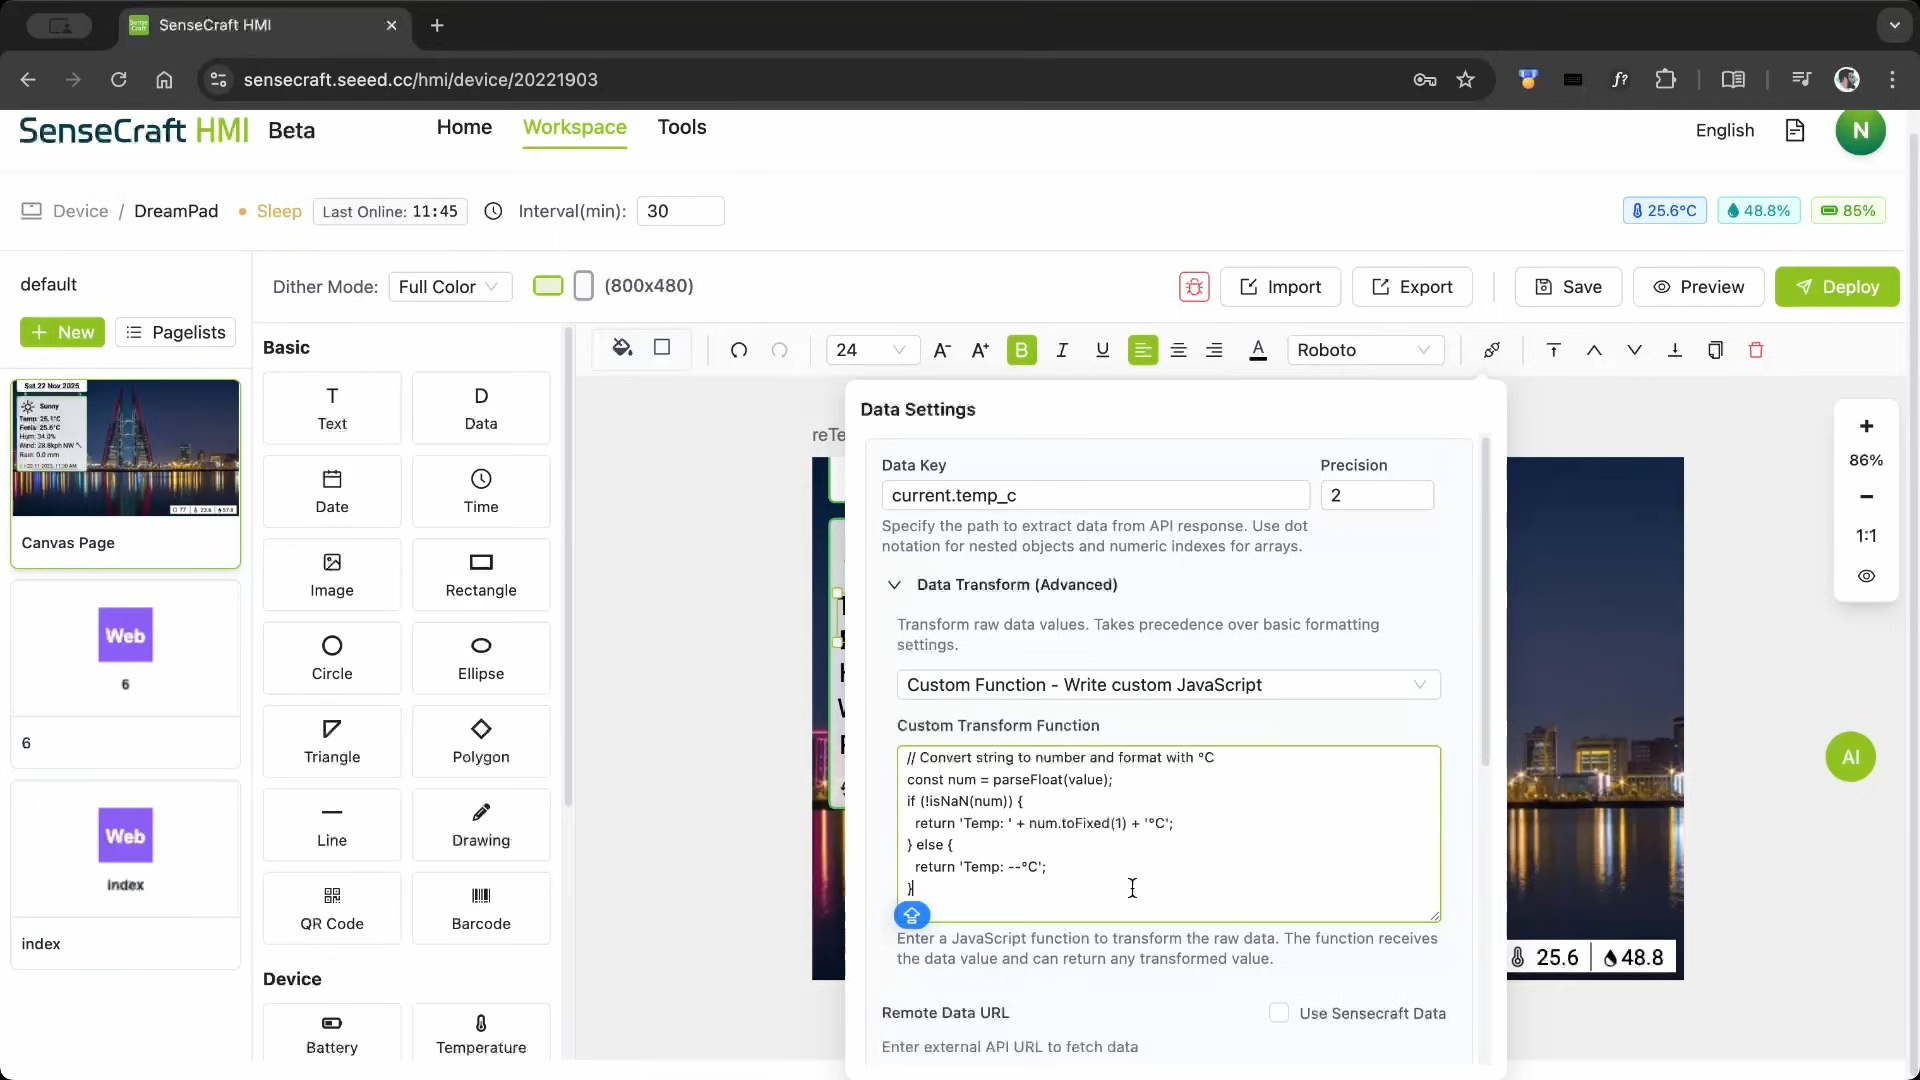 SenseCraft HMI
sensecraft.seeed.cc/hmi/device/20221903
f?
SenseCraft HMI Beta
Home
Workspace
Tools
English
N
Device / DreamPad
Sleep
Last Online: 11:45
Interval(min):
30
25.6°C
48.8%
85%
default
Dither Mode:
Full Color
(800x480)
Import
Export
Save
Preview
Deploy
New
Pagelists
Basic
24
A-
A+
B
I
U
A
Roboto
Sat 22 Nov 2025
Sunny
Canvas Page
Web
6
6
Web
index
index
T
Text
D
Data
Date
Time
Image
Rectangle
Circle
Ellipse
Triangle
Polygon
Line
Drawing
QR Code
Barcode
Device
Battery
Temperature
reTe
Data Settings
Data Key
Precision
current.temp_c
2
Specify the path to extract data from API response. Use dot
notation for nested objects and numeric indexes for arrays.
Data Transform (Advanced)
Transform raw data values. Takes precedence over basic formatting
settings.
Custom Function - Write custom JavaScript
Custom Transform Function
// Convert string to number and format with °C
const num = parseFloat(value);
if (!isNaN(num)) {
return 'Temp: ' + num.toFixed(1) + '°C';
} else {
return 'Temp: --°C';
}
Enter a JavaScript function to transform the raw data. The function receives
the data value and can return any transformed value.
Remote Data URL
Use Sensecraft Data
Enter external API URL to fetch data
25.6
48.8
86%
1:1
AI